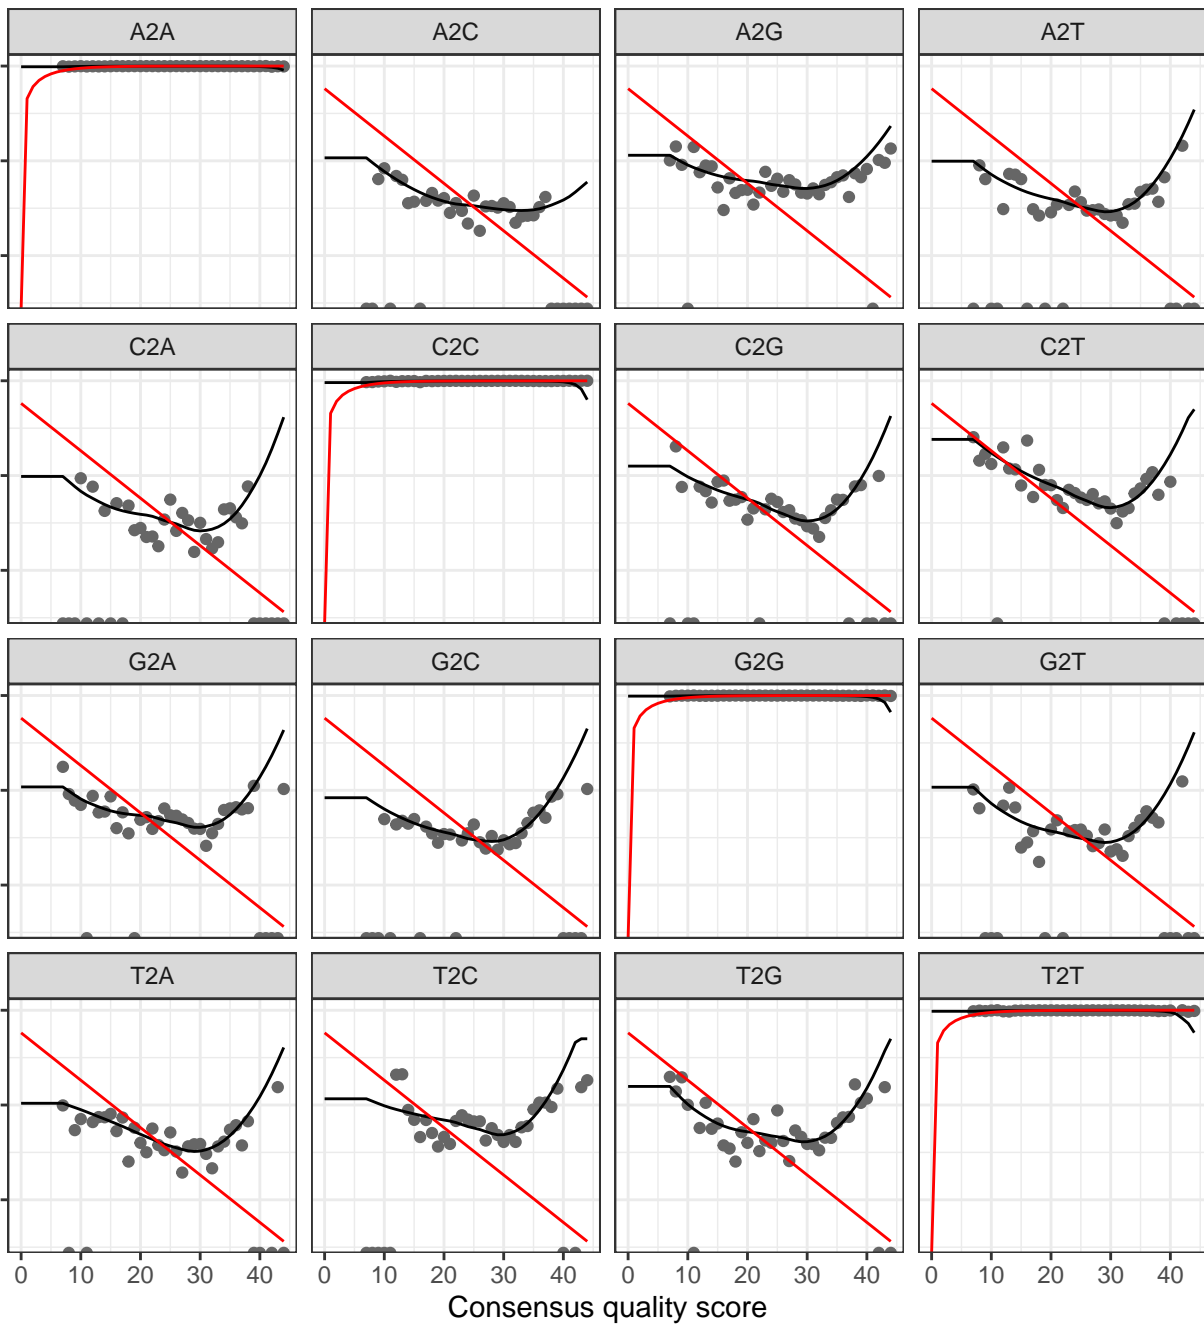 A2A A2C A2G A2T
C2A C2C C2G C2T
G2A G2C G2G G2T
T2A T2C T2G T2T
0 10 20 30 40 0 10 20 30 40 0 10 20 30 40 0 10 20 30 40
Consensus quality score